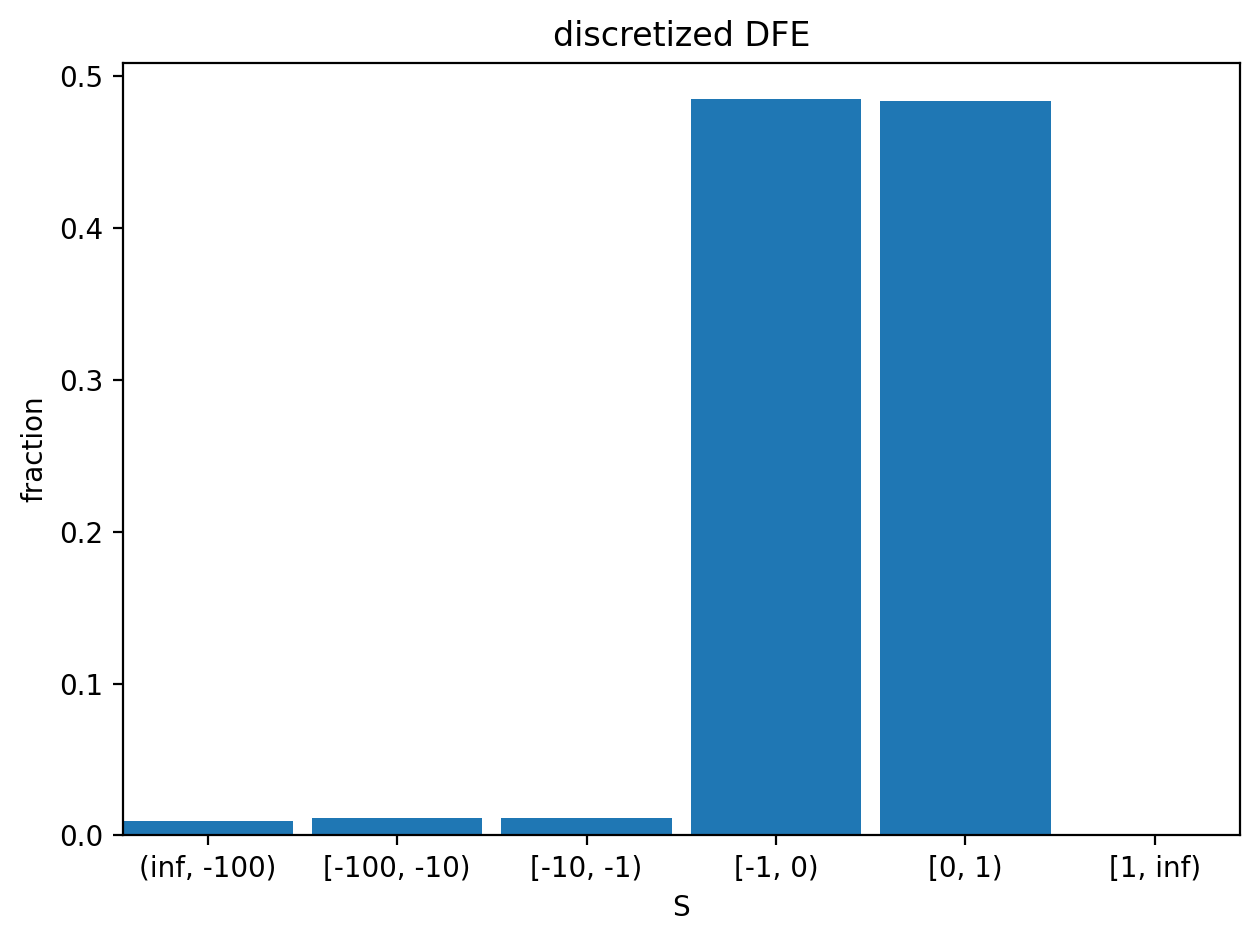 discretized DFE
0.5
0.4
0.3
0.2
0.1
0.0
fraction
(inf, -100)
[-100, -10)
[-10, -1)
[-1, 0)
[0, 1)
[1, inf)
S